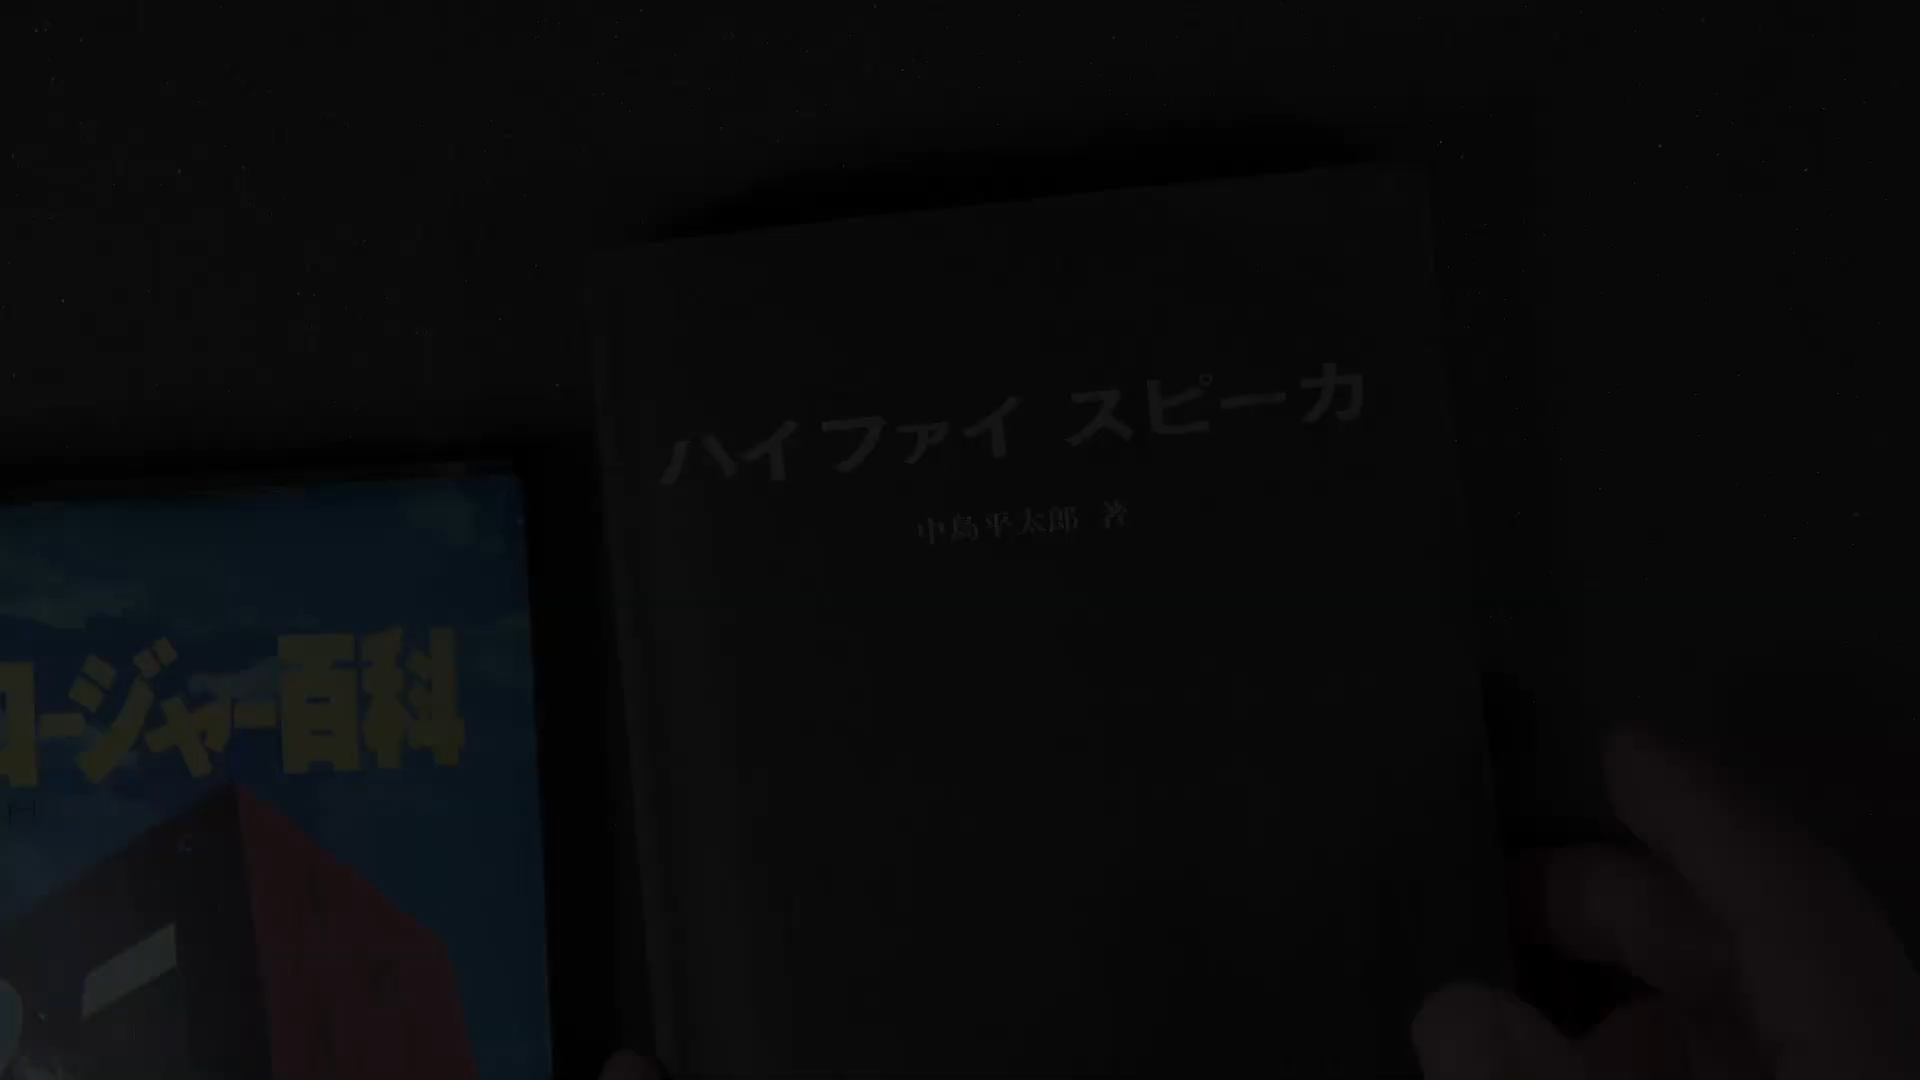 ハイファイ スピーカ
中島平太郎 著
ロージャー百科